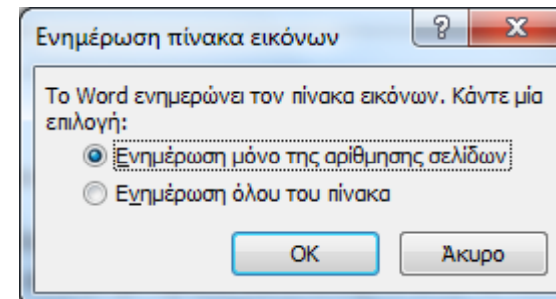 Ενημέρωση πίνακα εικόνων
Το Word ενημερώνει τον πίνακα εικόνων. Κάντε μία
επιλογή:
Ενημέρωση μόνο της αρίθμησης σελίδων
Ενημέρωση όλου του πίνακα
OK
Άκυρο